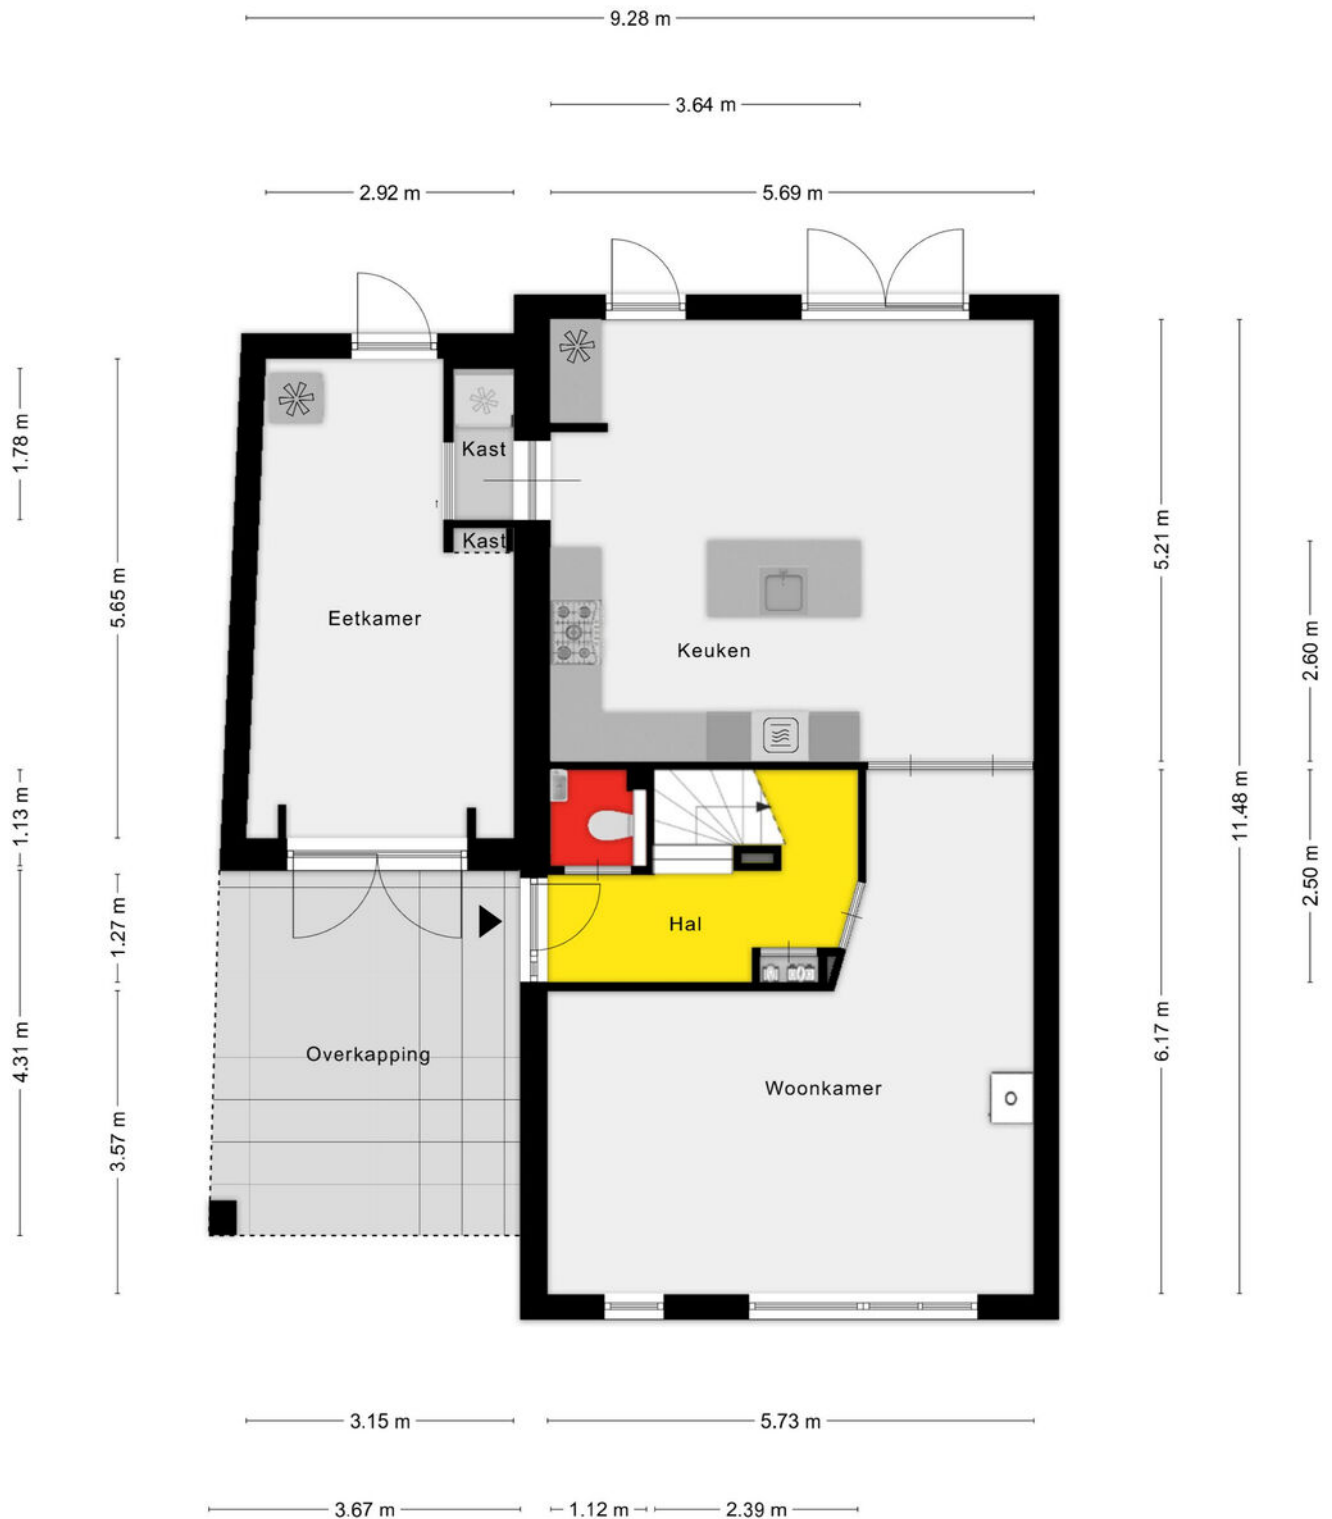 9.28 m
3.64 m
2.92 m
5.69 m
1.78 m
Kast
Kast
5.21 m
5.65 m
Eetkamer
Keuken
2.60 m
1.13 m
11.48 m
2.50 m
1.27 m
Hal
4.31 m
Overkapping
6.17 m
Woonkamer
3.57 m
3.15 m
5.73 m
3.67 m
1.12 m
2.39 m